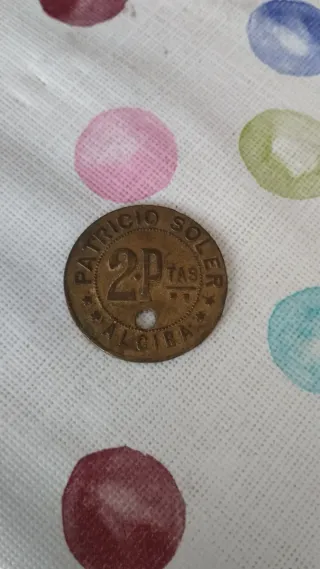 PATRICIO SOLER
2 PTAS
ALCIRA